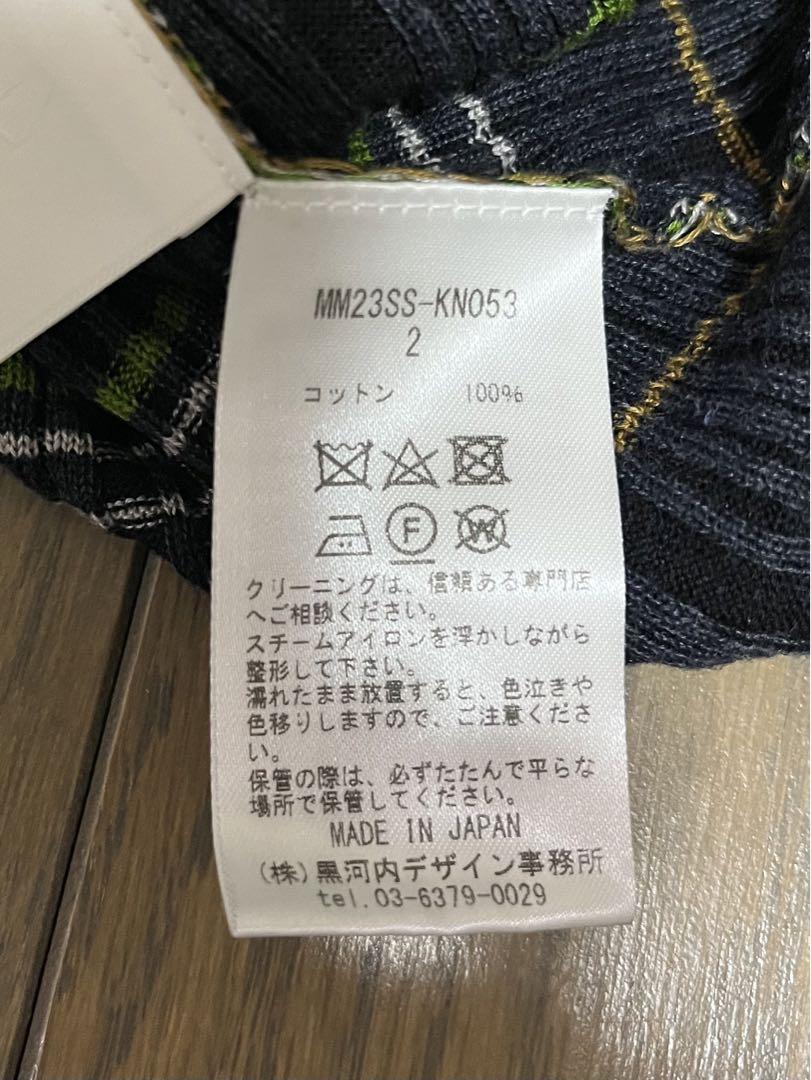 MM23SS-KN053
2
コットン 100%
F
W
クリーニングは、信頼ある専門店
へご相談ください。
スチームアイロンを浮かしながら
整形して下さい。
濡れたまま放置すると、色泣きや
色移りしますので、ご注意くださ
い。
保管の際は、必ずたたんで平らな
場所で保管してください。
MADE IN JAPAN
(株)黒河内デザイン事務所
tel.03-6379-0029